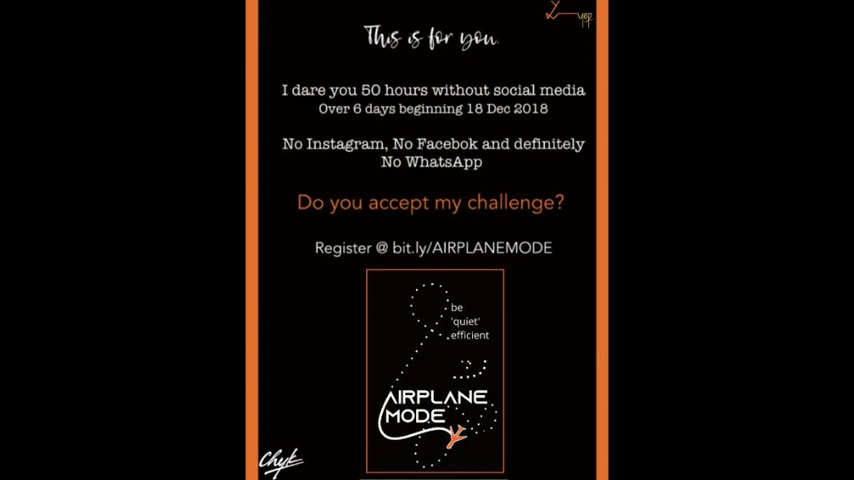 yep
This is for you.
I dare you 50 hours without social media
Over 6 days beginning 18 Dec 2018
No Instagram, No Facebok and definitely
No WhatsApp
Do you accept my challenge?
Register @ bit.ly/AIRPLANEMODE
be
'quiet'
efficient
AIRPLANE
MODE
Chyk